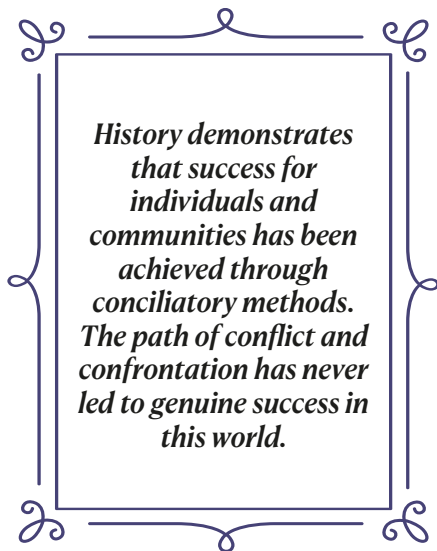 History demonstrates
that success for
individuals and
communities has been
achieved through
conciliatory methods.
The path of conflict and
confrontation has never
led to genuine success in
this world.